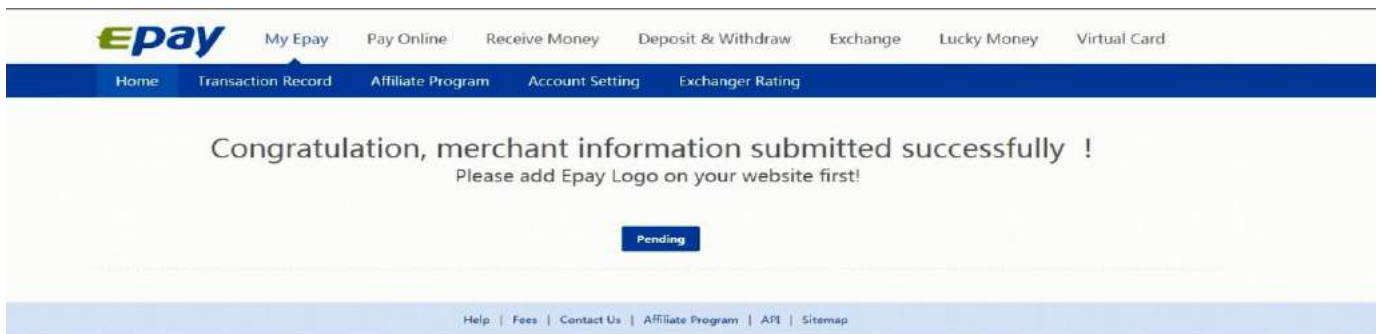 Epay My Epay Pay Online Receive Money Deposit & Withdraw Exchange Lucky Money Virtual Card
Home Transaction Record Affiliate Program Account Setting Exchanger Rating
Congratulation, merchant information submitted successfully !
Please add Epay Logo on your website first!
Pending
Help | Fees | Contact Us | Affiliate Program | API | Sitemap